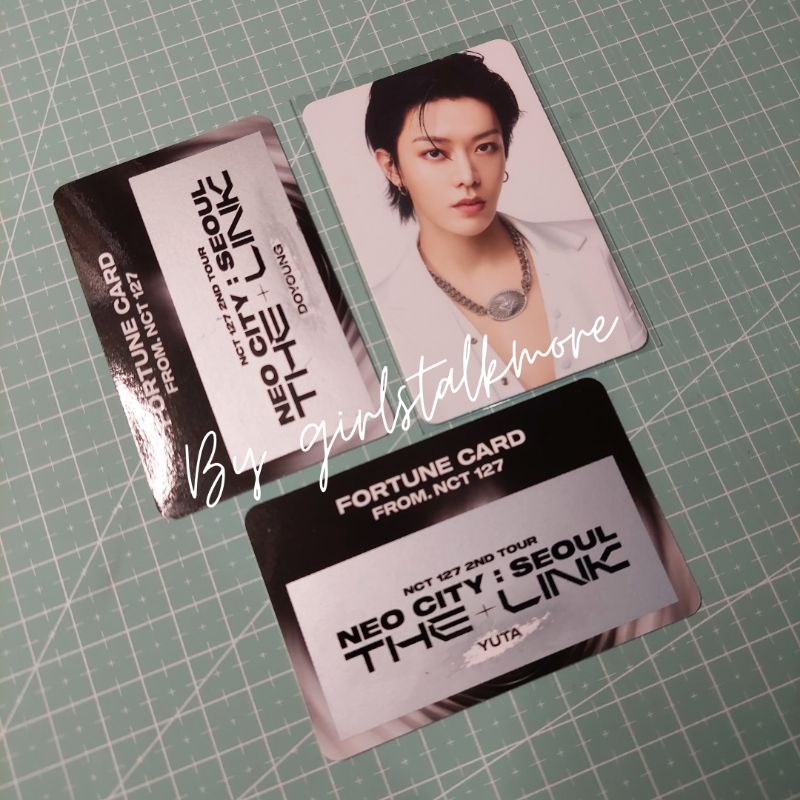 FORTUNE CARD
FROM. NCT 127
NCT 127 2ND TOUR
NEO CITY : SEOUL
THE + LINK
DOYOUNG
By girlstalkmore
FORTUNE CARD
FROM. NCT 127
NCT 127 2ND TOUR
NEO CITY : SEOUL
THE + LINK
YUTA